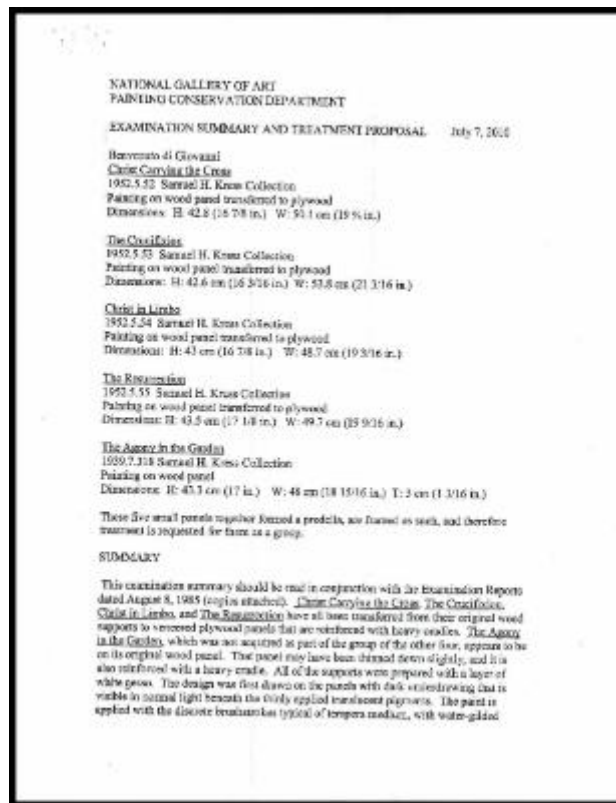 NATIONAL GALLERY OF ART
PAINTING CONSERVATION DEPARTMENT
EXAMINATION SUMMARY AND TREATMENT PROPOSAL July 7, 2010
Benvenuto di Giovanni
Christ Carrying the Cross
1952.5.52 Samuel H. Kress Collection
Painting on wood panel transferred to plywood
Dimensions: H: 42.8 (16 7/8 in.) W: cm (19 in.)
The Crucifixion
1952.5.53 Samuel H. Kress Collection
Painting on wood panel transferred to plywood
Dimensions: H: 42.6 cm (16 3/16 in.) W: 53.8 cm (21 3/16 in.)
Christ in Limbo
1952.5.54 Samuel H. Kress Collection
Painting on wood panel transferred to plywood
Dimensions: H: 43 cm (16 7/8 in.) W: 48.7 cm (19 3/16 in.)
The Resurrection
1952.5.55 Samuel H. Kress Collection
Painting on wood panel transferred to plywood
Dimensions: H: 43.5 cm (17 1/8 in.) W: 49.7 cm (19 9/16 in.)
The Agony in the Garden
1939.7.318 Samuel H. Kress Collection
Painting on wood panel
Dimensions: H: 43.3 cm (17 in.) W: 48 cm (18 15/16 in.) T: 3 cm (1 3/16 in.)
These five small panels together formed a predella, are framed as such, and therefore
treatment is requested for them as a group.
SUMMARY
This examination summary should be read in conjunction with the Examination Reports
dated August 8, 1985 (copies attached). Christ Carrying the Cross, The Crucifixion,
Christ in Limbo, and The Resurrection have all been transferred from their original wood
supports to veneered plywood panels that are reinforced with heavy cradles. The Agony
in the Garden, which was not acquired as part of the group of the other four, appears to be
on its original wood panel. That panel may have been thinned down slightly, and it is
also reinforced with a heavy cradle. All of the supports were prepared with a layer of
white gesso. The design was first drawn on the panels with dark underdrawing that is
visible in normal light beneath the thinly applied translucent pigments. The paint is
applied with the discrete brushstrokes typical of tempera medium, with water-gilded